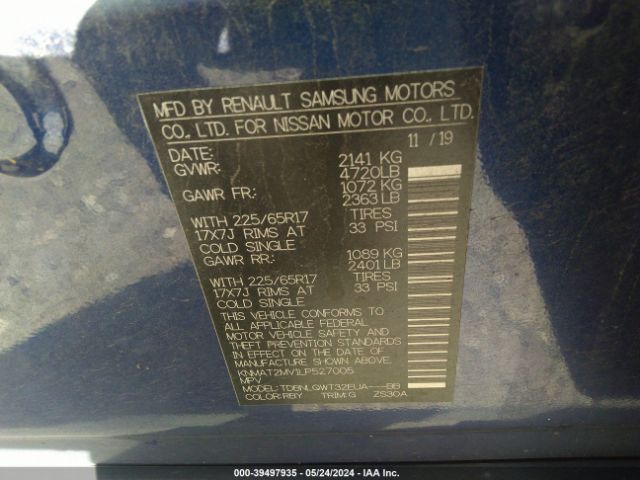 MFD BY RENAULT SAMSUNG MOTORS
CO., LTD. FOR NISSAN MOTOR CO., LTD.
DATE: 11 / 19
GVWR: 2141 KG
4720LB
GAWR FR: 1072 KG
2363 LB
WITH 225/65R17 TIRES
17X7J RIMS AT 33 PSI
COLD SINGLE
GAWR RR: 1089 KG
2401 LB
WITH 225/65R17 TIRES
17X7J RIMS AT 33 PSI
COLD SINGLE
THIS VEHICLE CONFORMS TO
ALL APPLICABLE FEDERAL
MOTOR VEHICLE SAFETY AND
THEFT PREVENTION STANDARDS
IN EFFECT ON THE DATE OF
MANUFACTURE SHOWN ABOVE.
KNMAT2MV1LP527005
MPV
MODEL: TDBNLQWT32EUA---BB
COLOR:RBY TRIM:G ZS30A
000-39497935 - 05/24/2024 - IAA Inc.